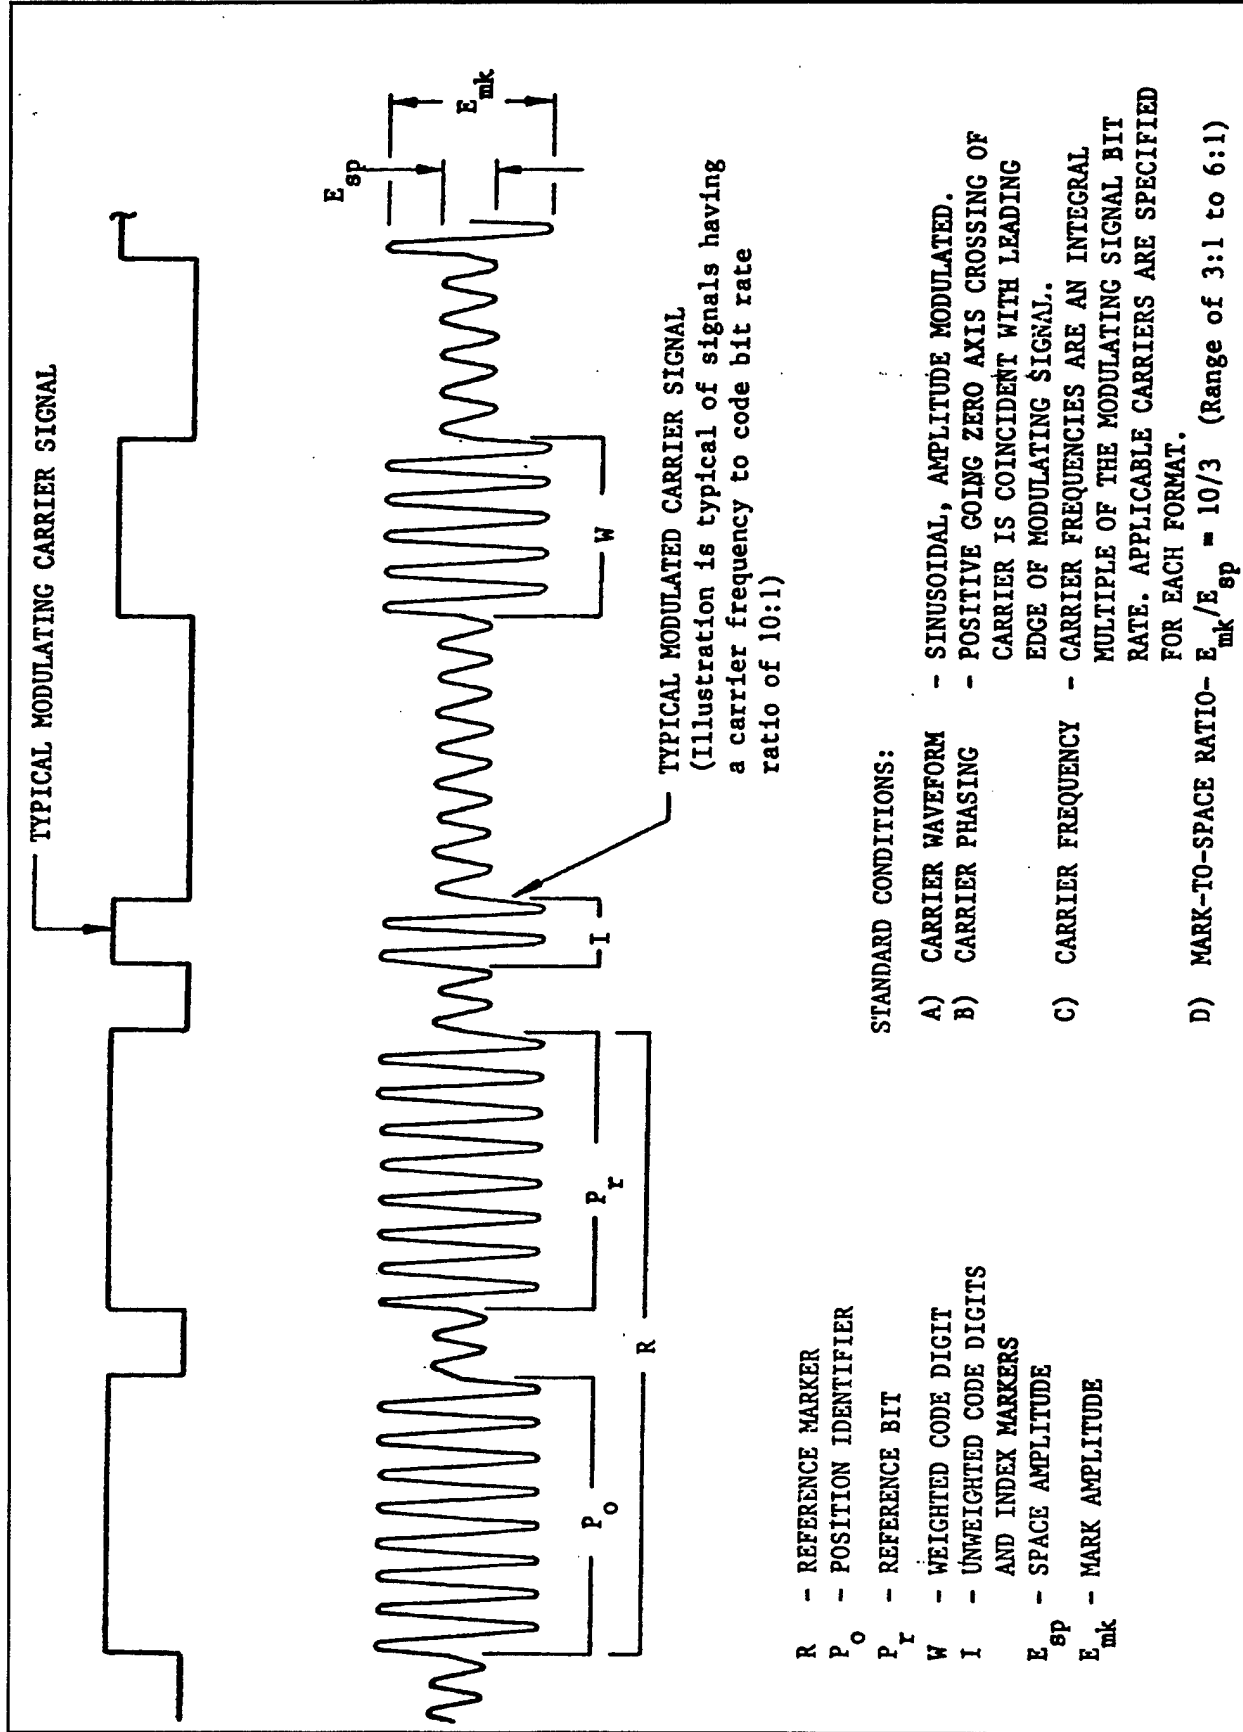 TYPICAL MODULATING CARRIER SIGNAL
E sp
E mk
P o
P r
R
I
W
TYPICAL MODULATED CARRIER SIGNAL
(Illustration is typical of signals having
a carrier frequency to code bit rate
ratio of 10:1)
R - REFERENCE MARKER
P o - POSITION IDENTIFIER
P r - REFERENCE BIT
W - WEIGHTED CODE DIGIT
I - UNWEIGHTED CODE DIGITS
AND INDEX MARKERS
E sp - SPACE AMPLITUDE
E mk - MARK AMPLITUDE
STANDARD CONDITIONS:
A) CARRIER WAVEFORM - SINUSOIDAL, AMPLITUDE MODULATED.
B) CARRIER PHASING - POSITIVE GOING ZERO AXIS CROSSING OF
CARRIER IS COINCIDENT WITH LEADING
EDGE OF MODULATING SIGNAL.
C) CARRIER FREQUENCY - CARRIER FREQUENCIES ARE AN INTEGRAL
MULTIPLE OF THE MODULATING SIGNAL BIT
RATE. APPLICABLE CARRIERS ARE SPECIFIED
FOR EACH FORMAT.
D) MARK-TO-SPACE RATIO- E mk/E sp = 10/3 (Range of 3:1 to 6:1)